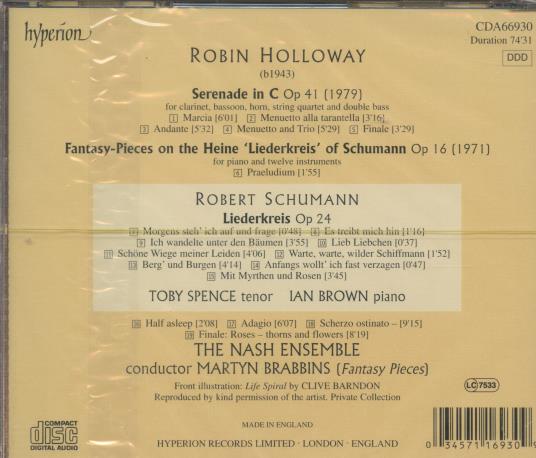 hyperion
CDA66930
Duration 74'31
DDD
ROBIN HOLLOWAY
(b1943)
Serenade in C Op 41 (1979)
for clarinet, bassoon, horn, string quartet and double bass
1 Marcia [6'01] 2 Menuetto alla tarantella [3'16]
3 Andante [5'32] 4 Menuetto and Trio [5'29] 5 Finale [3'29]
Fantasy-Pieces on the Heine 'Liederkreis' of Schumann Op 16 (1971)
for piano and twelve instruments
6 Praeludium [1'55]
ROBERT SCHUMANN
Liederkreis Op 24
7 Morgens steh' ich auf und frage [0'48] 8 Es treibt mich hin [1'16]
9 Ich wandelte unter den Bäumen [3'55] 10 Lieb Liebchen [0'37]
11 Schöne Wiege meiner Leiden [4'06] 12 Warte, warte, wilder Schiffmann [1'52]
13 Berg' und Burgen [4'14] 14 Anfangs wollt' ich fast verzagen [0'47]
15 Mit Myrthen und Rosen [3'45]
TOBY SPENCE tenor IAN BROWN piano
16 Half asleep [2'08] 17 Adagio [6'07] 18 Scherzo ostinato – [9'15]
19 Finale: Roses – thorns and flowers [8'19]
THE NASH ENSEMBLE
conductor MARTYN BRABBINS (Fantasy Pieces)
Front illustration: Life Spiral by CLIVE BARNDON
Reproduced by kind permission of the artist. Private Collection
LC 7533
COMPACT
disc
DIGITAL AUDIO
MADE IN ENGLAND
HYPERION RECORDS LIMITED · LONDON · ENGLAND
0 34571 16930 9